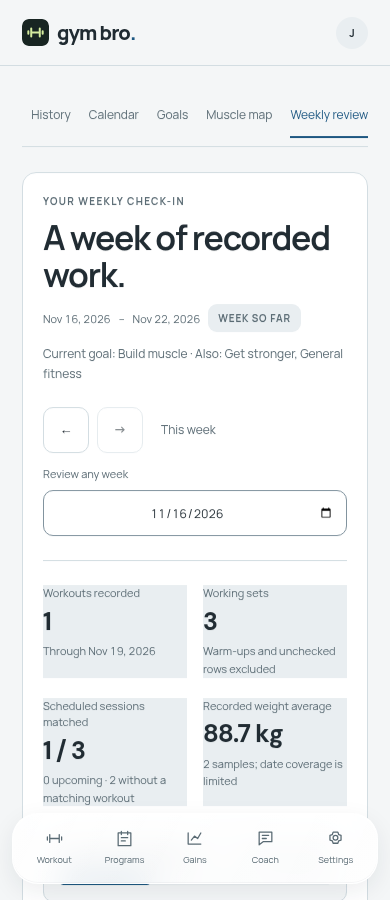 gym bro.
J
History Calendar Goals Muscle map Weekly review
YOUR WEEKLY CHECK-IN
A week of recorded
work.
Nov 16, 2026 – Nov 22, 2026 WEEK SO FAR
Current goal: Build muscle · Also: Get stronger, General
fitness
← → This week
Review any week
11/16/2026
Workouts recorded
1
Through Nov 19, 2026
Working sets
3
Warm-ups and unchecked
rows excluded
Scheduled sessions
matched
1 / 3
0 upcoming · 2 without a
matching workout
Recorded weight average
88.7 kg
2 samples; date coverage is
limited
Workout Programs Gains Coach Settings